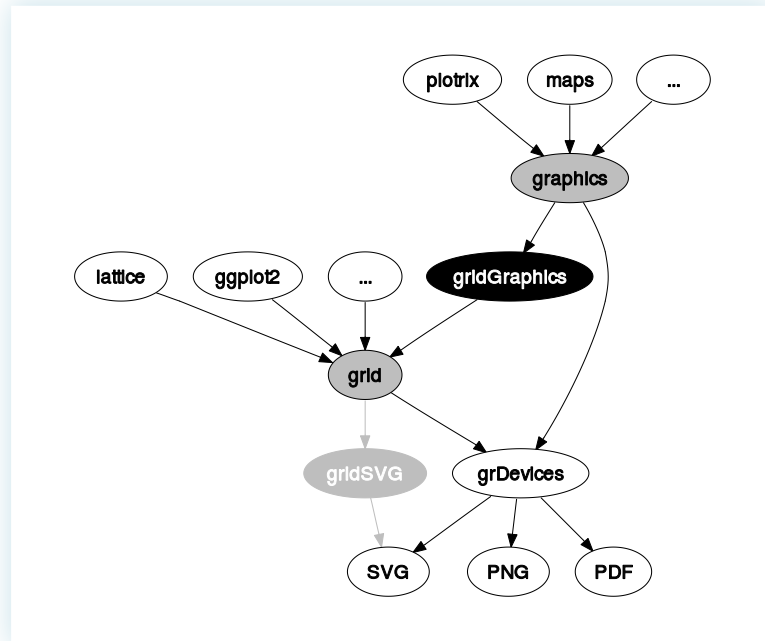 plotrix
maps
...
graphics
lattice
ggplot2
...
gridGraphics
grid
gridSVG
grDevices
SVG
PNG
PDF